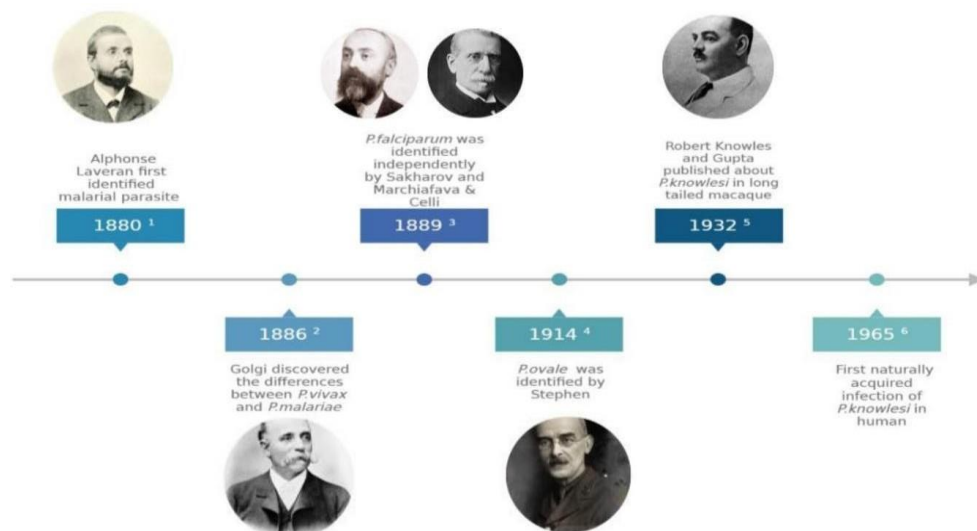 Alphonse
Laveran first
identified
malarial parasite
1880 ¹
P.falciparum was
identified
independently
by Sakharov and
Marchiafava &
Celli
1889 ³
Robert Knowles
and Gupta
published about
P.knowlesi in long
tailed macaque
1932 ⁵
1886 ²
Golgi discovered
the differences
between P.vivax
and P.malariae
1914 ⁴
P.ovale was
identified by
Stephen
1965 ⁶
First naturally
acquired
infection of
P.knowlesi in
human